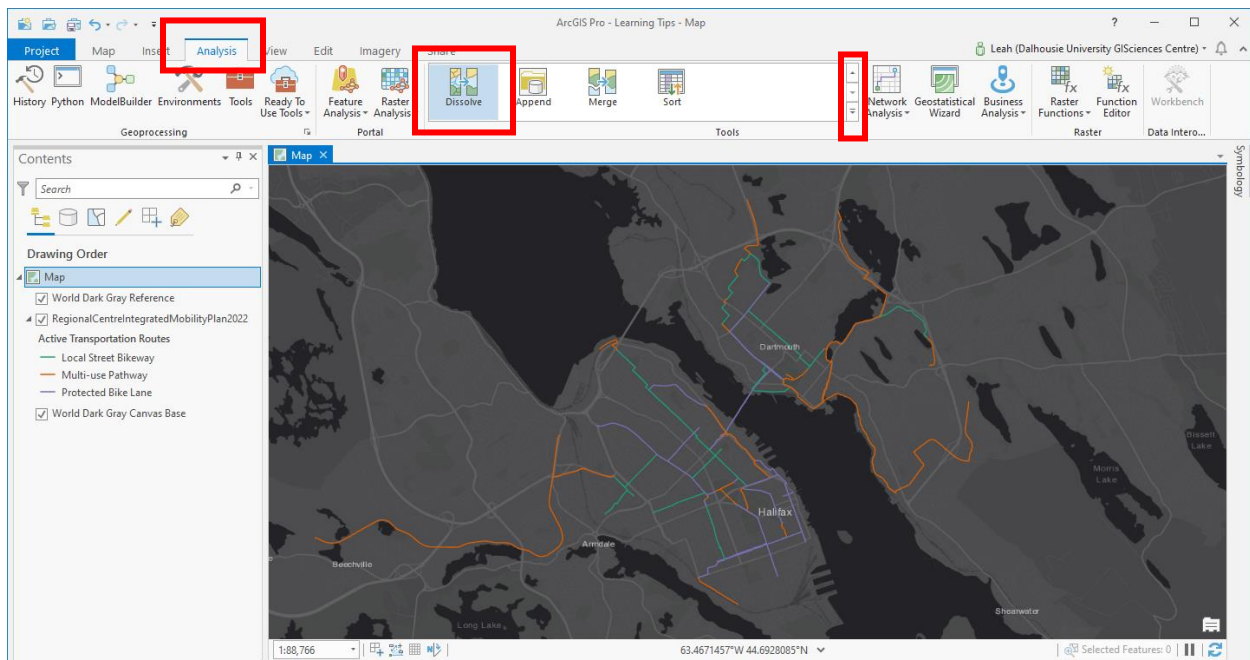 ArcGIS Pro - Learning Tips - Map
?
Project Map Insert Analysis View Edit Imagery Share
Leah (Dalhousie University GISciences Centre)
History Python ModelBuilder Environments Tools
Geoprocessing
Ready To
Use Tools
Feature
Analysis
Raster
Analysis
Portal
Dissolve Append Merge Sort
Tools
Network
Analysis
Geostatistical
Wizard
Business
Analysis
Raster
Functions
Function
Editor
Raster
Workbench
Data Intero...
Contents
Search
Drawing Order
Map
World Dark Gray Reference
RegionalCentreIntegratedMobilityPlan2022
Active Transportation Routes
Local Street Bikeway
Multi-use Pathway
Protected Bike Lane
World Dark Gray Canvas Base
Map
Symbology
Dartmouth
Bissett
Lake
Morris
Lake
Halifax
Armdale
Beechville
Shearwater
Long Lake
1:88,766
63.4671457°W 44.6928085°N
Selected Features: 0